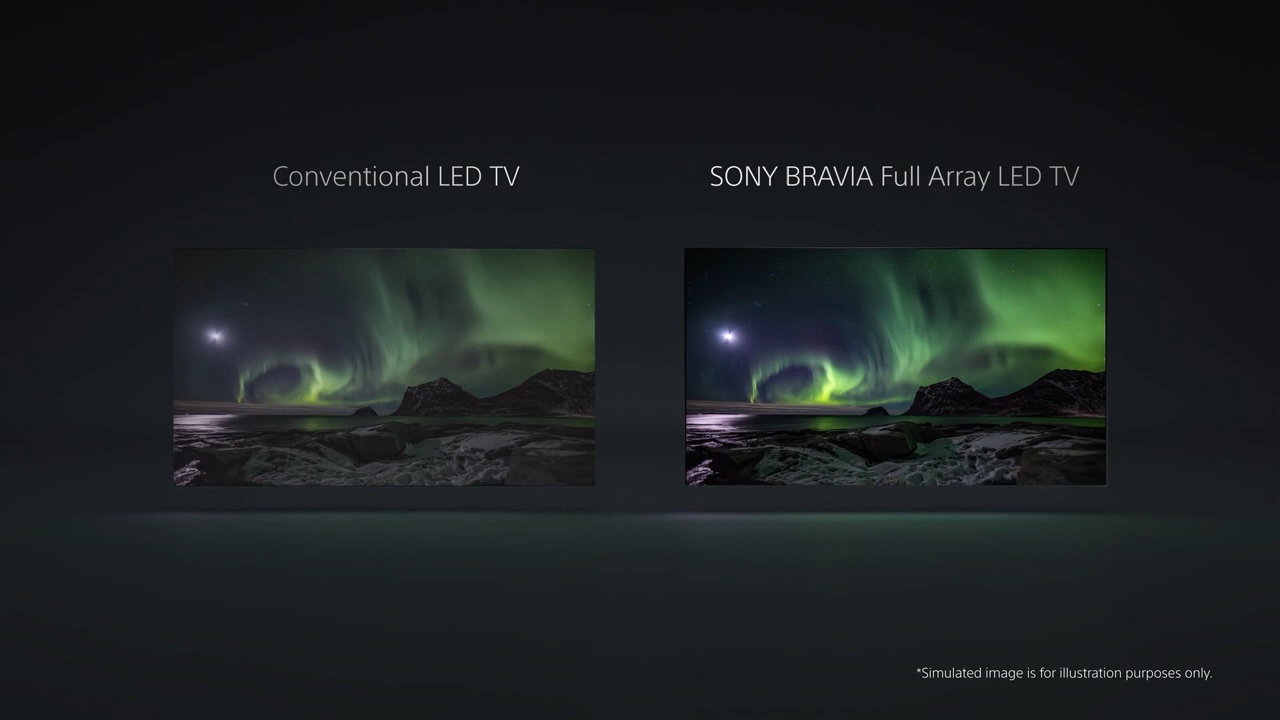 Conventional LED TV
SONY BRAVIA Full Array LED TV
*Simulated image is for illustration purposes only.